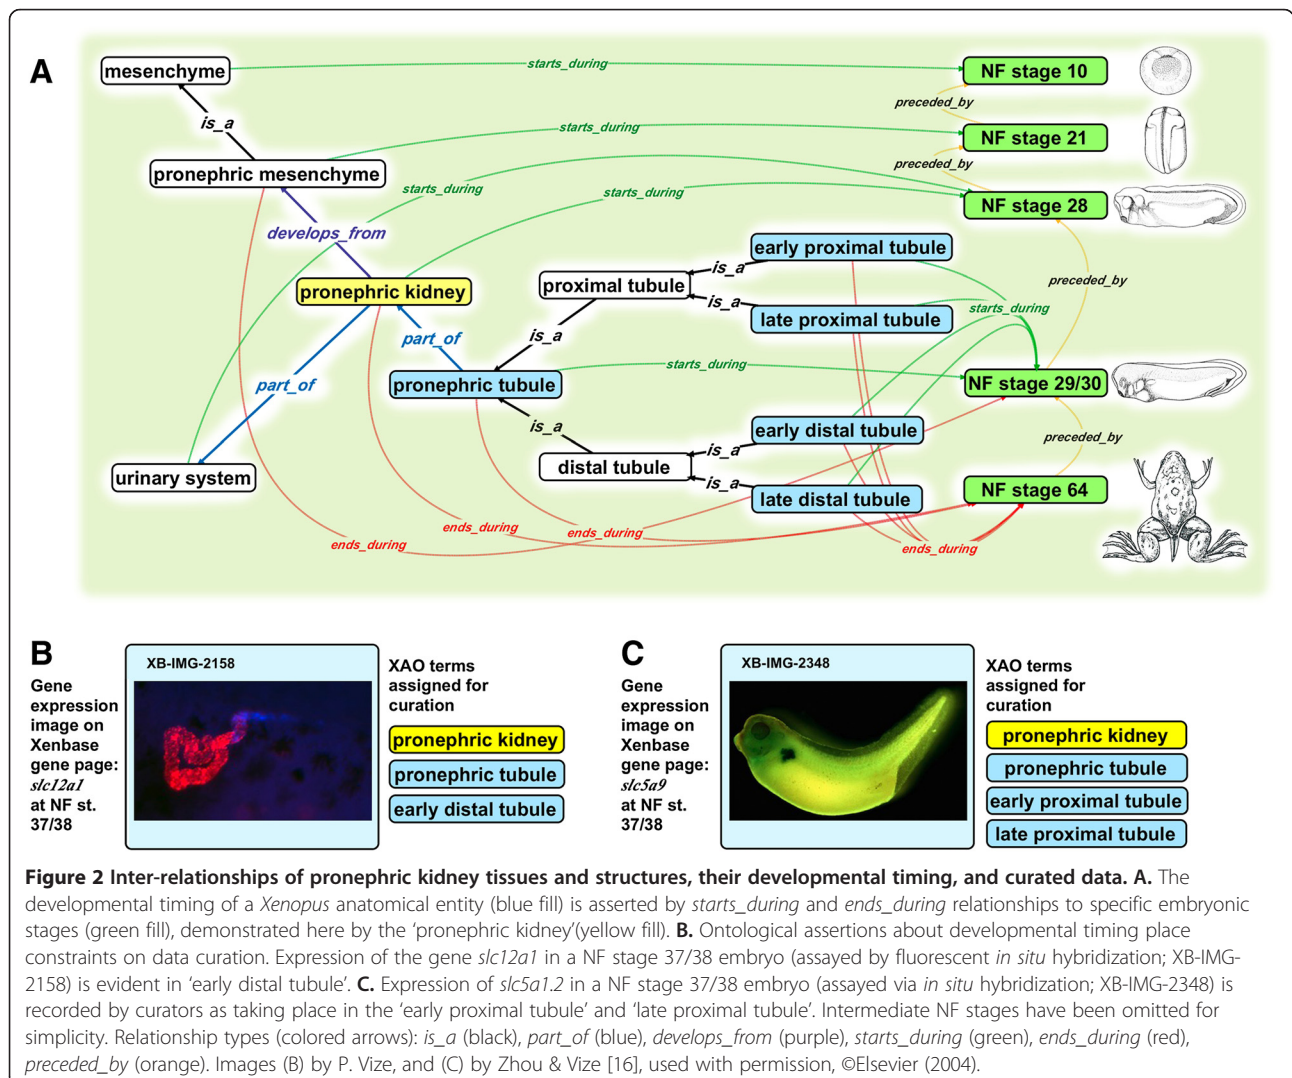 A
mesenchyme
starts_during
NF stage 10
preceded_by
is_a
starts_during
NF stage 21
preceded_by
pronephric mesenchyme
starts_during
starts_during
NF stage 28
develops_from
early proximal tubule
is_a
proximal tubule
preceded_by
pronephric kidney
is_a
late proximal tubule
starts_during
part_of
is_a
starts_during
pronephric tubule
part_of
NF stage 29/30
is_a
early distal tubule
preceded_by
is_a
distal tubule
urinary system
is_a
late distal tubule
NF stage 64
ends_during
ends_during
ends_during
ends_during
B
XB-IMG-2158
Gene
expression
image on
Xenbase
gene page:
slc12a1
at NF st.
37/38
XAO terms
assigned for
curation
pronephric kidney
pronephric tubule
early distal tubule
C
XB-IMG-2348
Gene
expression
image on
Xenbase
gene page:
slc5a9
at NF st.
37/38
XAO terms
assigned for
curation
pronephric kidney
pronephric tubule
early proximal tubule
late proximal tubule
Figure 2 Inter-relationships of pronephric kidney tissues and structures, their developmental timing, and curated data. A. The
developmental timing of a Xenopus anatomical entity (blue fill) is asserted by starts_during and ends_during relationships to specific embryonic
stages (green fill), demonstrated here by the ‘pronephric kidney’(yellow fill). B. Ontological assertions about developmental timing place
constraints on data curation. Expression of the gene slc12a1 in a NF stage 37/38 embryo (assayed by fluorescent in situ hybridization; XB-IMG-
2158) is evident in ‘early distal tubule’. C. Expression of slc5a1.2 in a NF stage 37/38 embryo (assayed via in situ hybridization; XB-IMG-2348) is
recorded by curators as taking place in the ‘early proximal tubule’ and ‘late proximal tubule’. Intermediate NF stages have been omitted for
simplicity. Relationship types (colored arrows): is_a (black), part_of (blue), develops_from (purple), starts_during (green), ends_during (red),
preceded_by (orange). Images (B) by P. Vize, and (C) by Zhou & Vize [16], used with permission, ©Elsevier (2004).